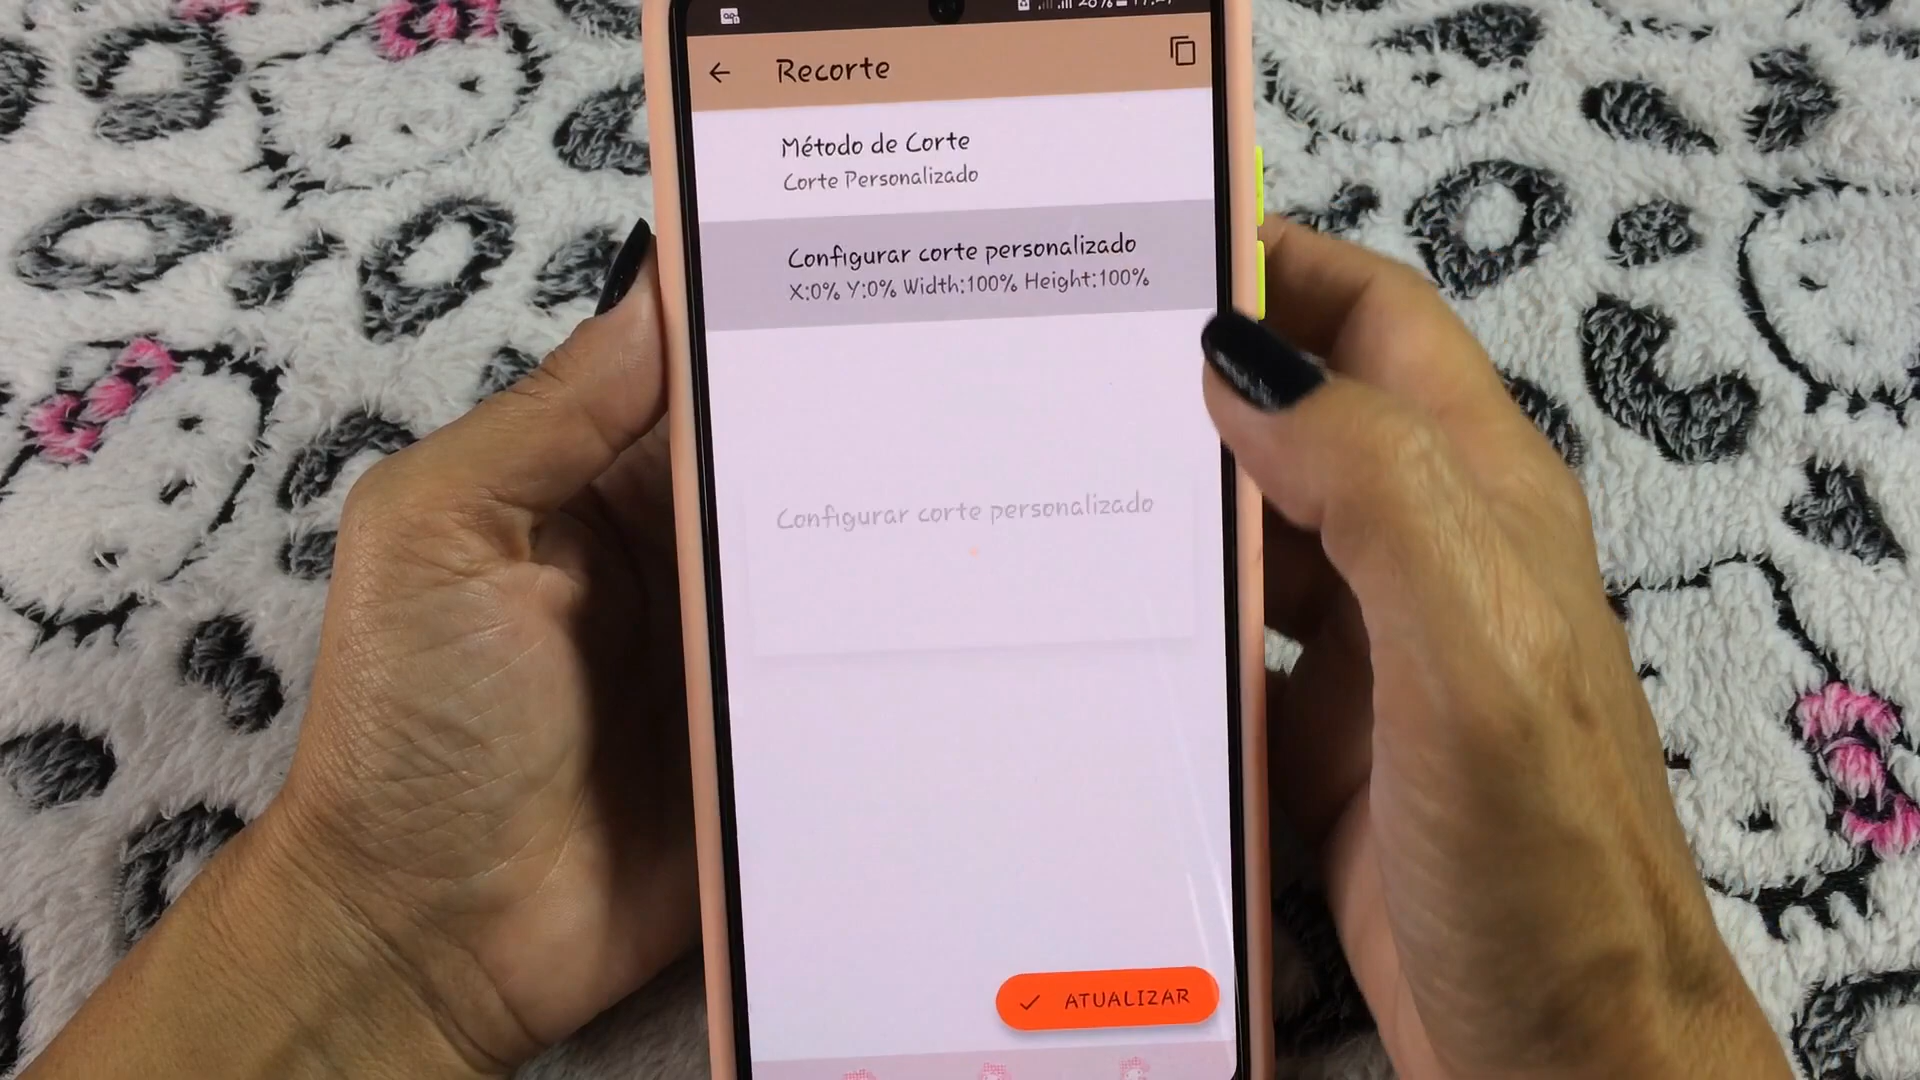 Recorte
Método de Corte
Corte Personalizado
Configurar corte personalizado
X:0% Y:0% Width:100% Height:100%
Configurar corte personalizado
ATUALIZAR